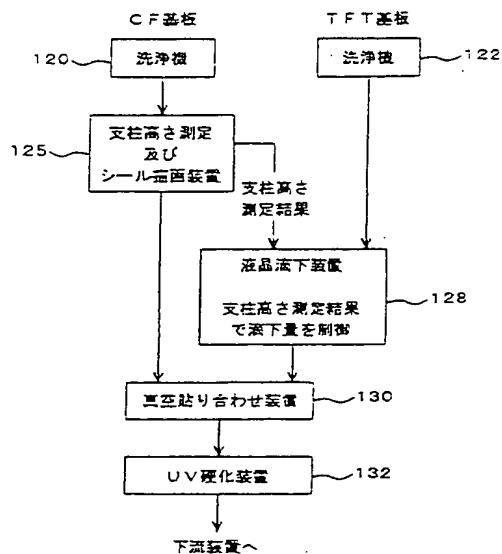 CF基板
TFT基板
120
洗浄機
洗浄機
122
125
支柱高さ測定
及び
シール描画装置
支柱高さ
測定結果
液晶滴下装置
支柱高さ測定結果
で滴下量を制御
128
真空貼り合わせ装置
130
UV硬化装置
132
下流装置へ